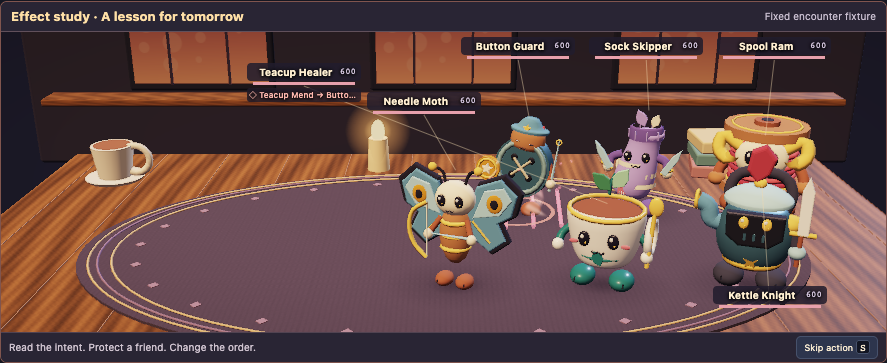 Effect study · A lesson for tomorrow
Fixed encounter fixture
Button Guard 600
Sock Skipper 600
Spool Ram 600
Teacup Healer 600
◇ Teacup Mend → Butto...
Needle Moth 600
Kettle Knight 600
Read the intent. Protect a friend. Change the order.
Skip action S